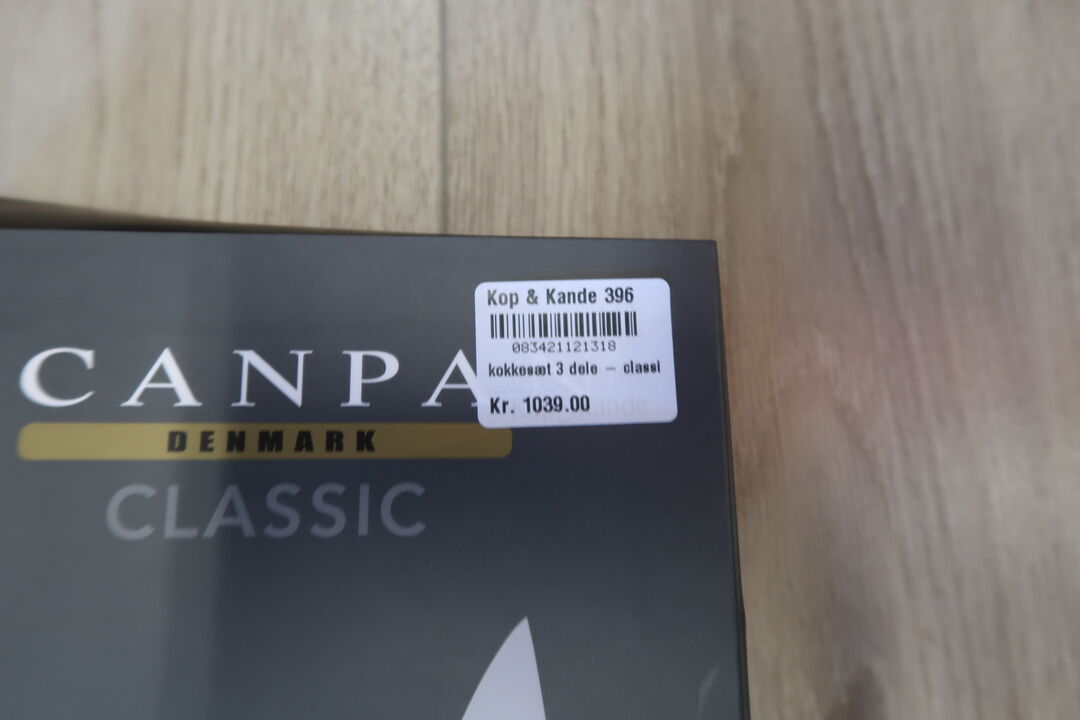 Kop & Kande 396
083421121318
kokkesæt 3 dele – classi
Kr. 1039.00
CANPA
DENMARK
CLASSIC